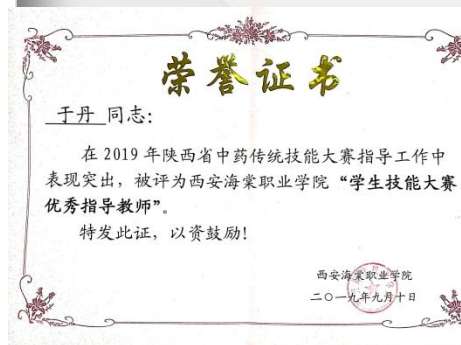 荣誉证书
于丹 同志：
在 2019 年陕西省中药传统技能大赛指导工作中
表现突出，被评为西安海棠职业学院“学生技能大赛
优秀指导教师”。
特发此证，以资鼓励！
西安海棠职业学院
二〇一九年九月十日